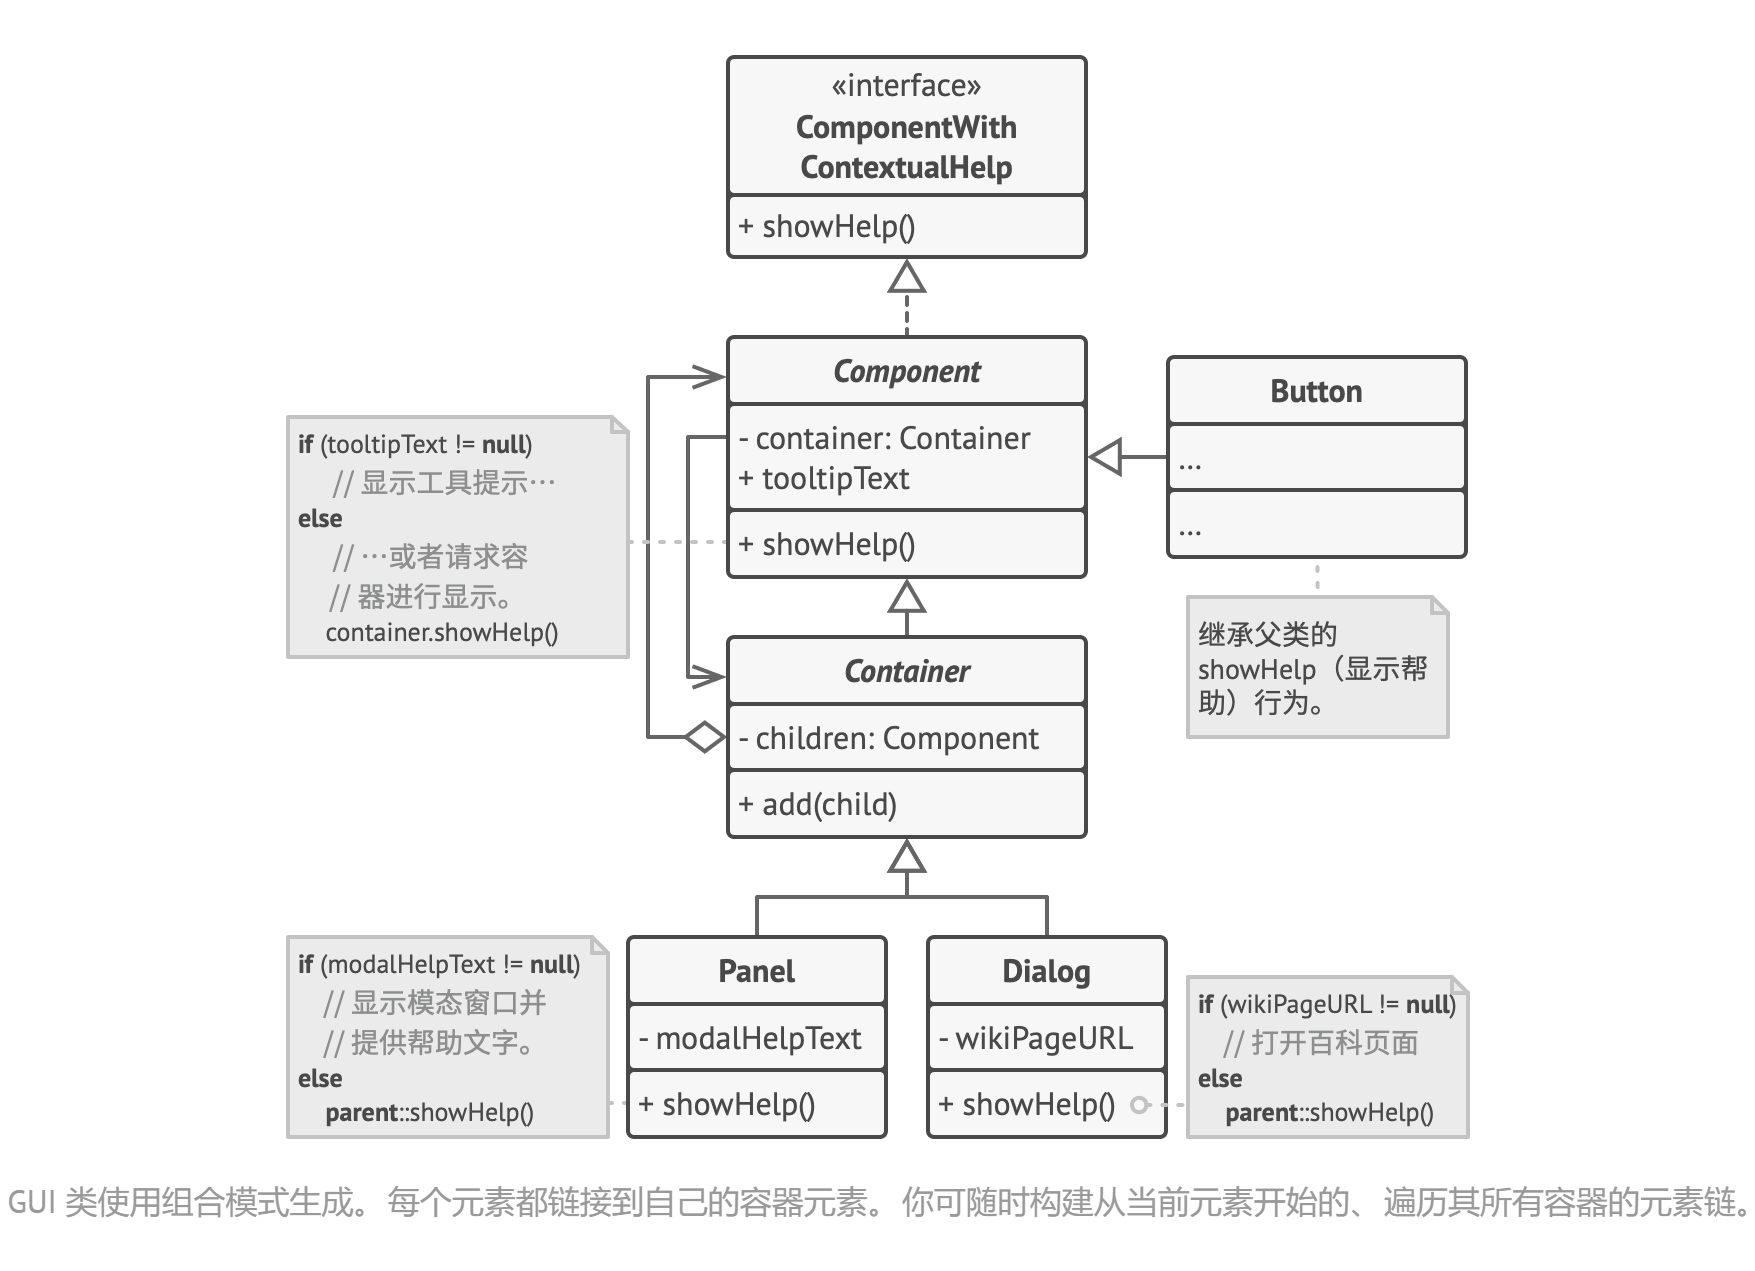 «interface»
ComponentWith
ContextualHelp
+ showHelp()
Component
- container: Container
+ tooltipText
+ showHelp()
Button
...
...
if (tooltipText != null)
// 显示工具提示…
else
// …或者请求容
// 器进行显示。
container.showHelp()
继承父类的
showHelp（显示帮
助）行为。
Container
- children: Component
+ add(child)
if (modalHelpText != null)
// 显示模态窗口并
// 提供帮助文字。
else
parent::showHelp()
Panel
- modalHelpText
+ showHelp()
Dialog
- wikiPageURL
+ showHelp()
if (wikiPageURL != null)
// 打开百科页面
else
parent::showHelp()
GUI 类使用组合模式生成。 每个元素都链接到自己的容器元素。 你可随时构建从当前元素开始的、 遍历其所有容器的元素链。